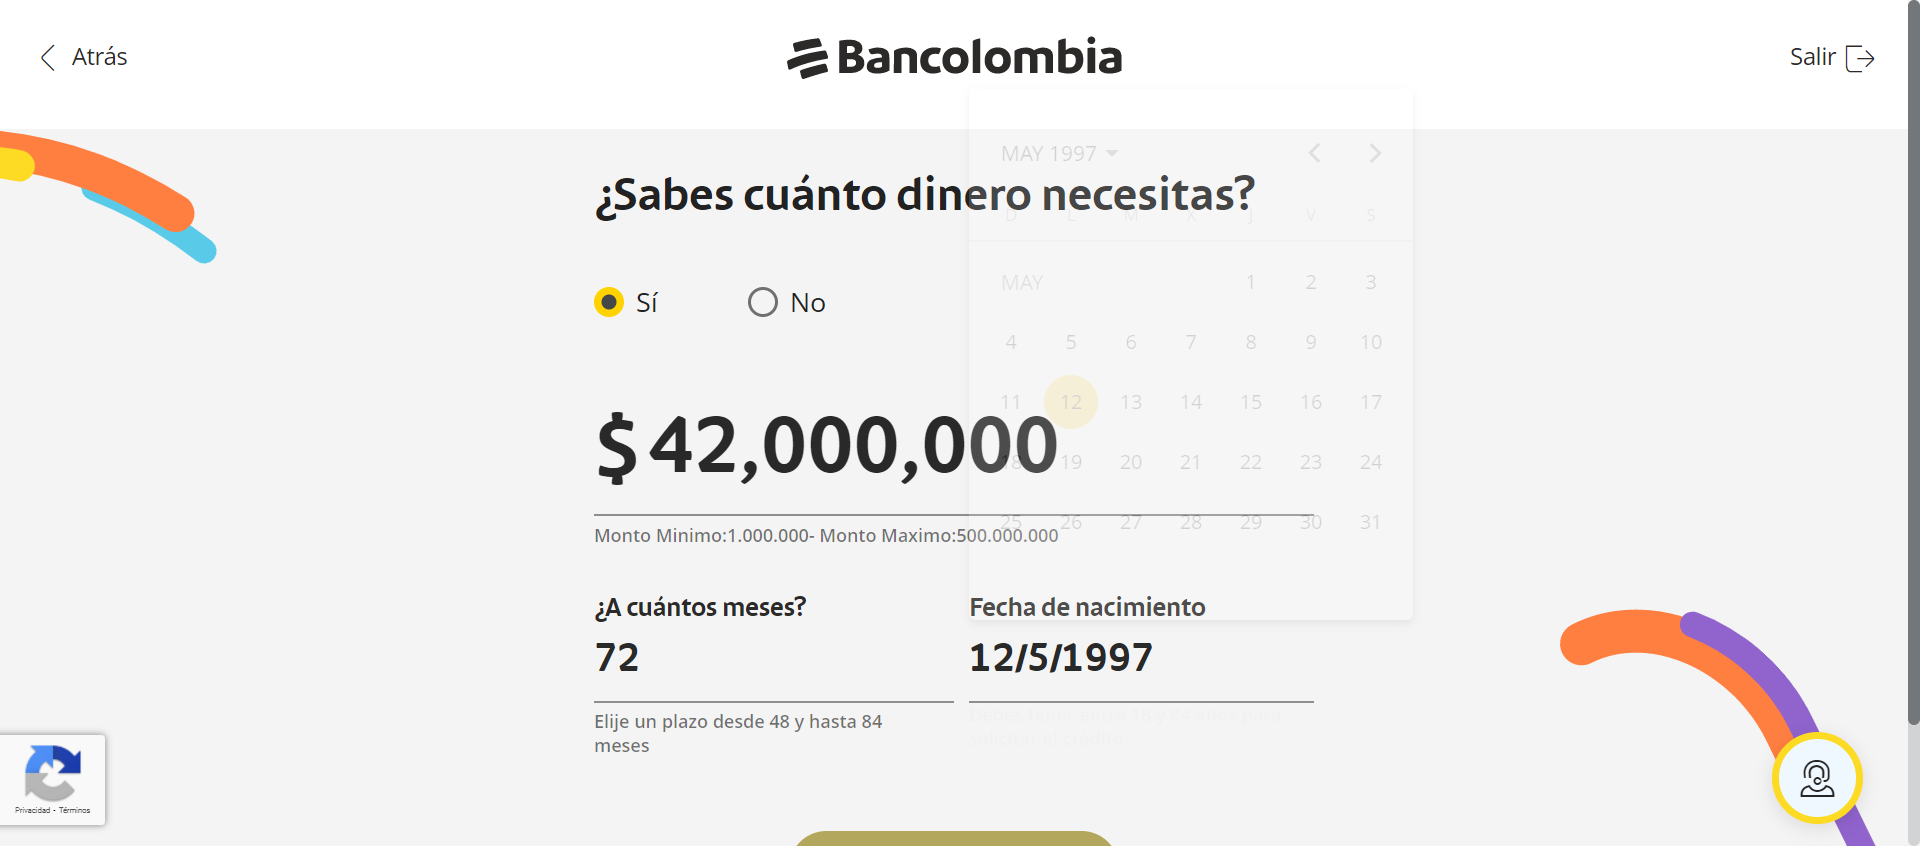 Atrás
Bancolombia
Salir
MAY 1997
¿Sabes cuánto dinero necesitas?
D L M X J V S
Sí
No
MAY 1 2 3
4 5 6 7 8 9 10
11 12 13 14 15 16 17
$ 42,000,000
18 19 20 21 22 23 24
25 26 27 28 29 30 31
Monto Minimo:1.000.000- Monto Maximo:500.000.000
¿A cuántos meses?
72
Elije un plazo desde 48 y hasta 84
meses
Fecha de nacimiento
12/5/1997
Privacidad - Términos